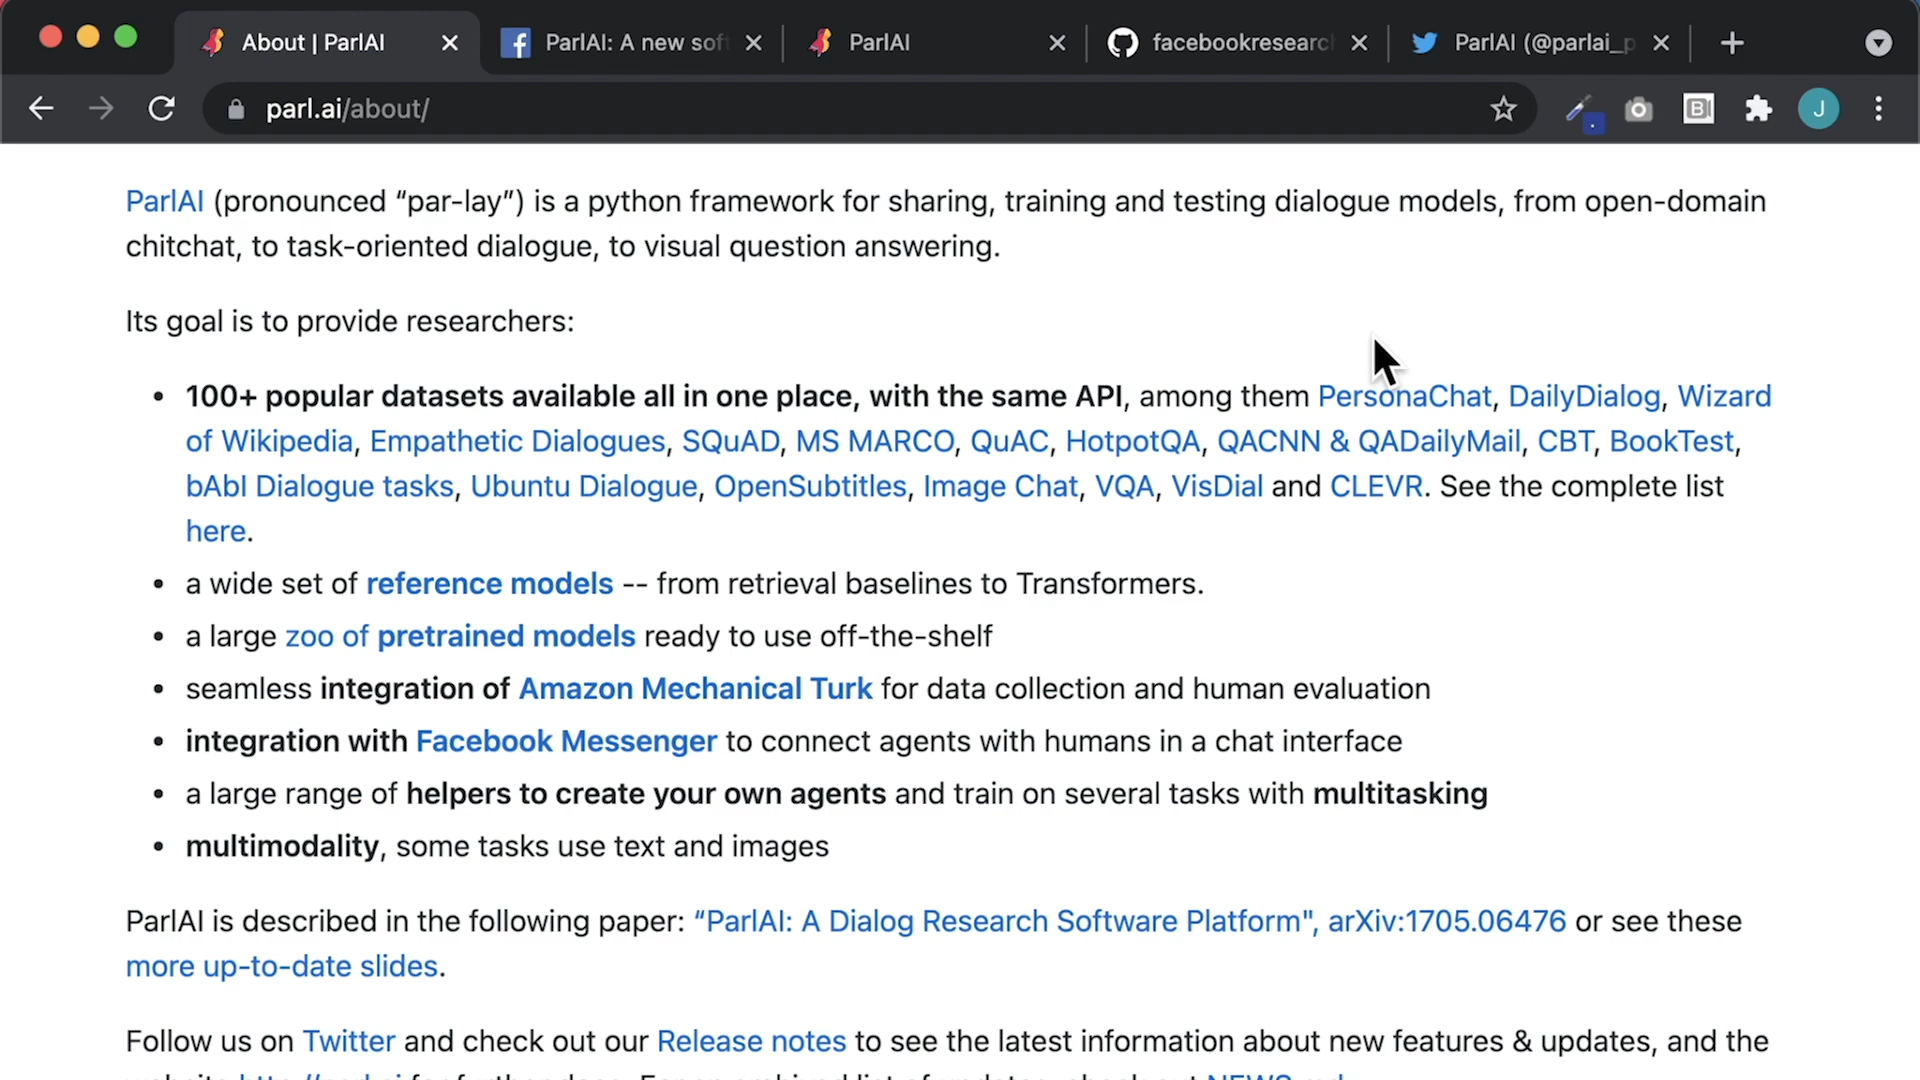 About | ParlAI
ParlAI: A new sof
ParlAI
facebookresearc
ParlAI (@parlai_p
parl.ai/about/
B
J
ParlAI (pronounced “par-lay”) is a python framework for sharing, training and testing dialogue models, from open-domain
chitchat, to task-oriented dialogue, to visual question answering.
Its goal is to provide researchers:
• 100+ popular datasets available all in one place, with the same API, among them PersonaChat, DailyDialog, Wizard
of Wikipedia, Empathetic Dialogues, SQuAD, MS MARCO, QuAC, HotpotQA, QACNN & QADailyMail, CBT, BookTest,
bAbI Dialogue tasks, Ubuntu Dialogue, OpenSubtitles, Image Chat, VQA, VisDial and CLEVR. See the complete list
here.
• a wide set of reference models -- from retrieval baselines to Transformers.
• a large zoo of pretrained models ready to use off-the-shelf
• seamless integration of Amazon Mechanical Turk for data collection and human evaluation
• integration with Facebook Messenger to connect agents with humans in a chat interface
• a large range of helpers to create your own agents and train on several tasks with multitasking
• multimodality, some tasks use text and images
ParlAI is described in the following paper: “ParlAI: A Dialog Research Software Platform", arXiv:1705.06476 or see these
more up-to-date slides.
Follow us on Twitter and check out our Release notes to see the latest information about new features & updates, and the